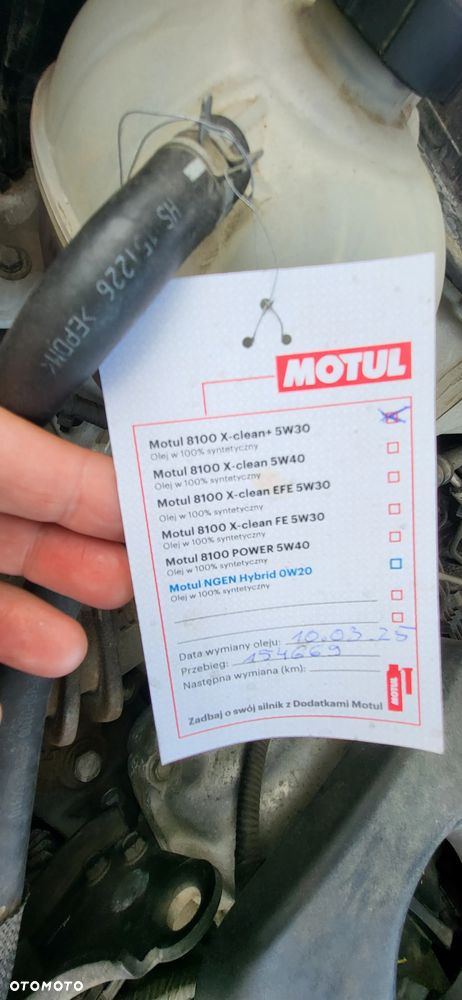 HS 151226 >EPDM<
MOTUL
Motul 8100 X-clean+ 5W30
Olej w 100% syntetyczny
Motul 8100 X-clean 5W40
Olej w 100% syntetyczny
Motul 8100 X-clean EFE 5W30
Olej w 100% syntetyczny
Motul 8100 X-clean FE 5W30
Olej w 100% syntetyczny
Motul 8100 POWER 5W40
Olej w 100% syntetyczny
Motul NGEN Hybrid 0W20
Olej w 100% syntetyczny
Data wymiany oleju: 10.03.25
Przebieg: 154669
Następna wymiana (km):
MOTUL
Zadbaj o swój silnik z Dodatkami Motul
OTOMOTO